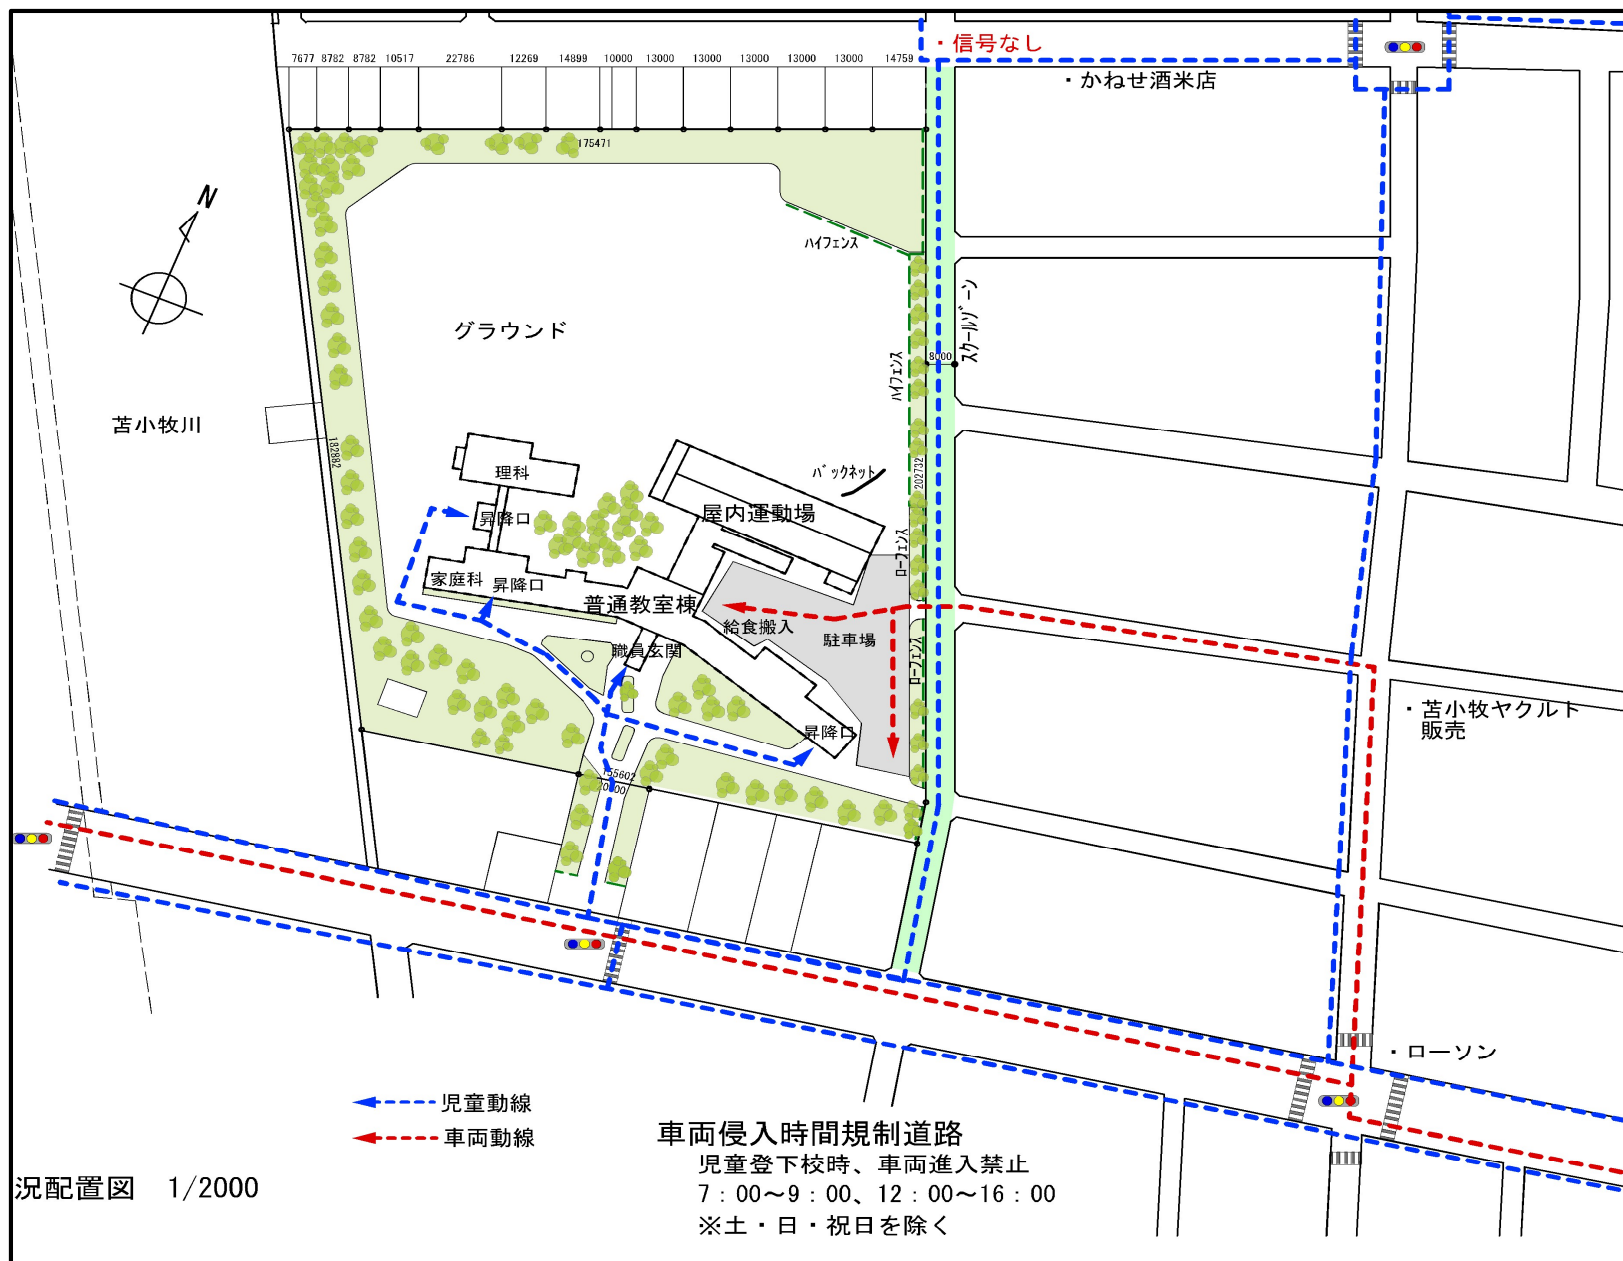 ・信号なし
7677 8782 8782 10517 22786 12269 14899 10000 13000 13000 13000 13000 13000 14759
・かねせ酒米店
175471
N
ハイフェンス
スクールゾーン
グラウンド
8000
ハイフェンス
苫小牧川
182882
理科
バックネット
202732
昇降口
屋内運動場
ローフェンス
家庭科
昇降口
普通教室棟
給食搬入
駐車場
職員玄関
ローフェンス
・苫小牧ヤクルト
販売
昇降口
155602
20000
・ローソン
児童動線
車両動線
車両侵入時間規制道路
児童登下校時、車両進入禁止
7:00～9:00、12:00～16:00
※土・日・祝日を除く
況配置図 1/2000